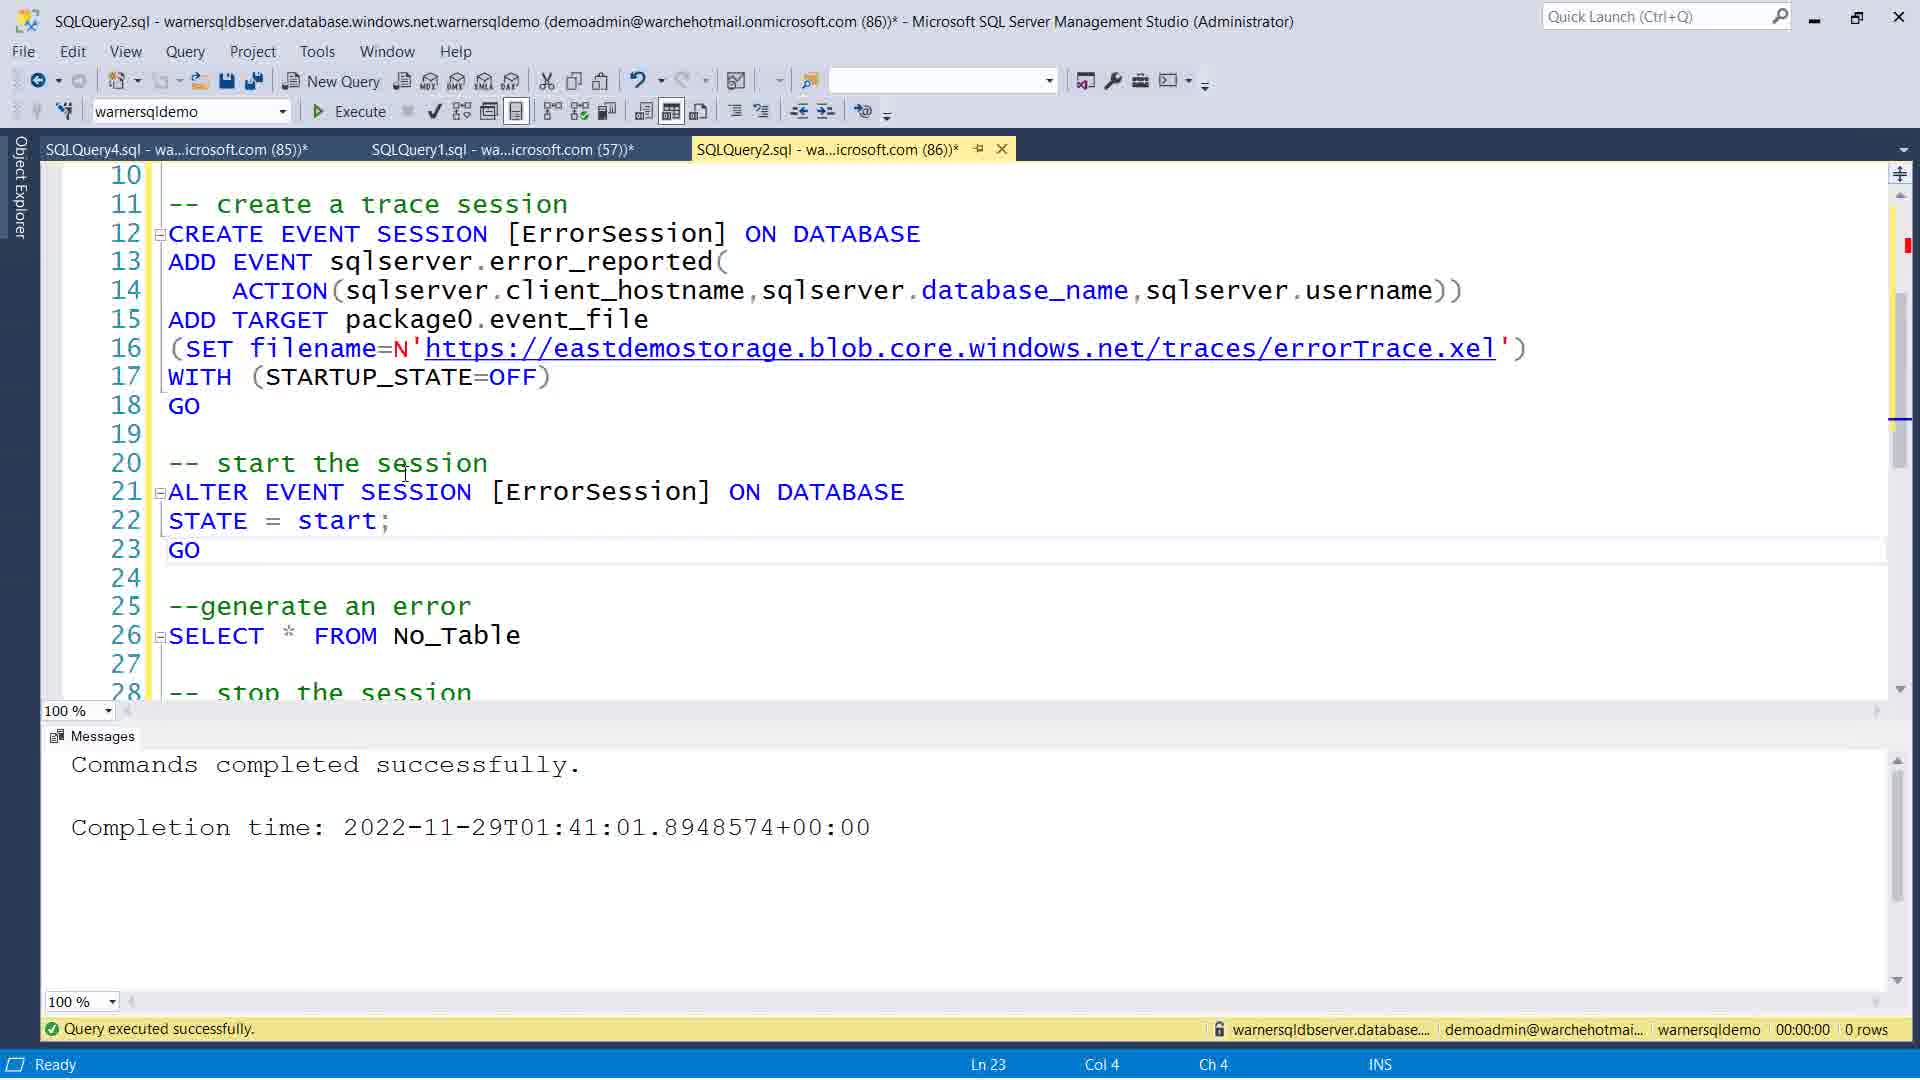 SQLQuery2.sql - warnersqldbserver.database.windows.net.warnersqldemo (demoadmin@warchehotmail.onmicrosoft.com (86))* - Microsoft SQL Server Management Studio (Administrator)
Quick Launch (Ctrl+Q)
File Edit View Query Project Tools Window Help
New Query MDX DMX XMLA DAX
warnersqldemo Execute
Object Explorer
SQLQuery4.sql - wa...icrosoft.com (85))* SQLQuery1.sql - wa...icrosoft.com (57))* SQLQuery2.sql - wa...icrosoft.com (86))*
10
11 -- create a trace session
12 CREATE EVENT SESSION [ErrorSession] ON DATABASE
13 ADD EVENT sqlserver.error_reported(
14 ACTION(sqlserver.client_hostname,sqlserver.database_name,sqlserver.username))
15 ADD TARGET package0.event_file
16 (SET filename=N'https://eastdemostorage.blob.core.windows.net/traces/errorTrace.xel')
17 WITH (STARTUP_STATE=OFF)
18 GO
19
20 -- start the session
21 ALTER EVENT SESSION [ErrorSession] ON DATABASE
22 STATE = start;
23 GO
24
25 --generate an error
26 SELECT * FROM No_Table
27
28 -- stop the session
100 %
Messages
Commands completed successfully.
Completion time: 2022-11-29T01:41:01.8948574+00:00
100 %
Query executed successfully. warnersqldbserver.database.... demoadmin@warchehotmai... warnersqldemo 00:00:00 0 rows
Ready Ln 23 Col 4 Ch 4 INS